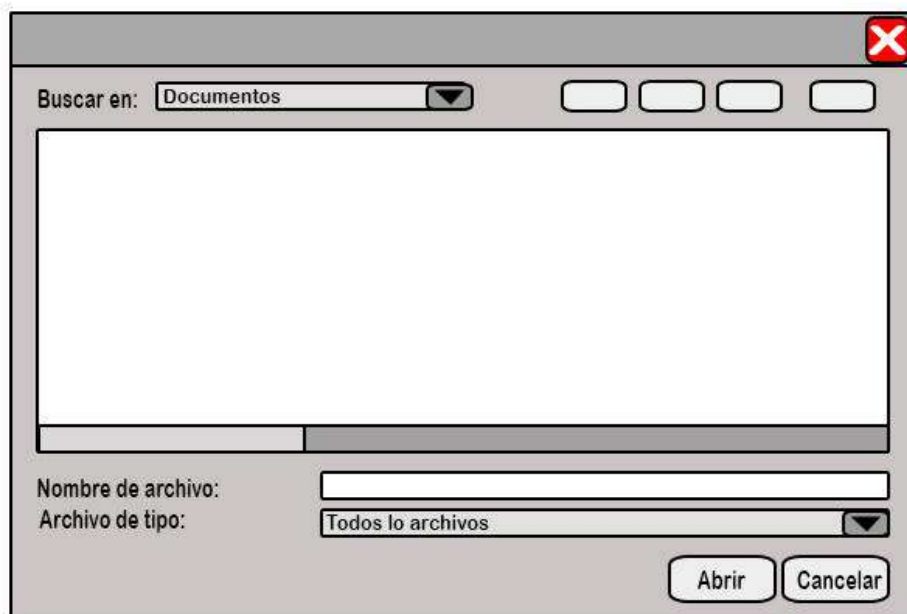 Buscar en: Documentos
Nombre de archivo:
Archivo de tipo: Todos lo archivos
Abrir Cancelar